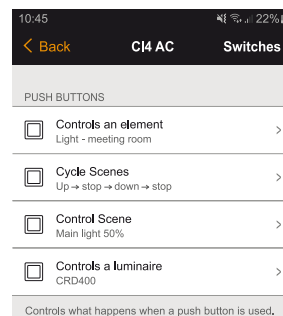 10:45 22%
< Back CI4 AC Switches
PUSH BUTTONS
Controls an element
Light - meeting room
Cycle Scenes
Up → stop → down → stop
Control Scene
Main light 50%
Controls a luminaire
CRD400
Controls what happens when a push button is used.